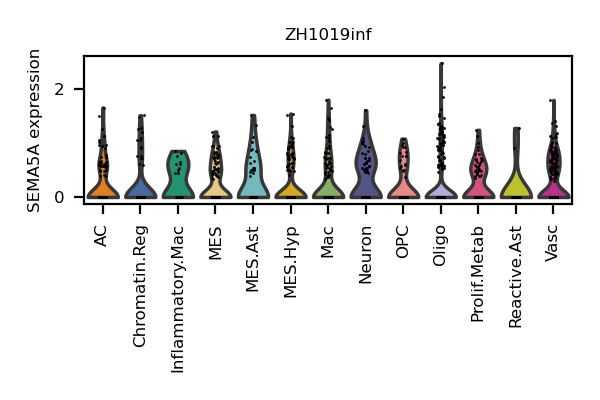 ZH1019inf
SEMA5A expression
2
0
AC
Chromatin.Reg
Inflammatory.Mac
MES
MES.Ast
MES.Hyp
Mac
Neuron
OPC
Oligo
Prolif.Metab
Reactive.Ast
Vasc